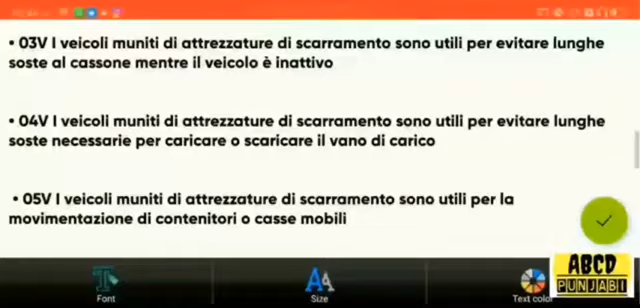 • 03V I veicoli muniti di attrezzature di scarramento sono utili per evitare lunghe
soste al cassone mentre il veicolo è inattivo
• 04V I veicoli muniti di attrezzature di scarramento sono utili per evitare lunghe
soste necessarie per caricare o scaricare il vano di carico
• 05V I veicoli muniti di attrezzature di scarramento sono utili per la
movimentazione di contenitori o casse mobili
ABCD
PUNJABI
Font
Size
Text color